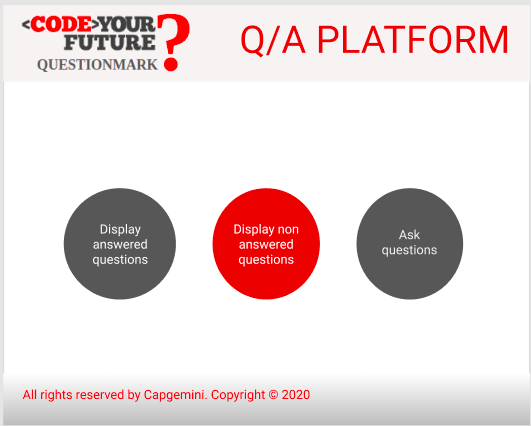 <CODE>YOUR
FUTURE
QUESTIONMARK
?
Q/A PLATFORM
Display
answered
questions
Display non
answered
questions
Ask
questions
All rights reserved by Capgemini. Copyright © 2020